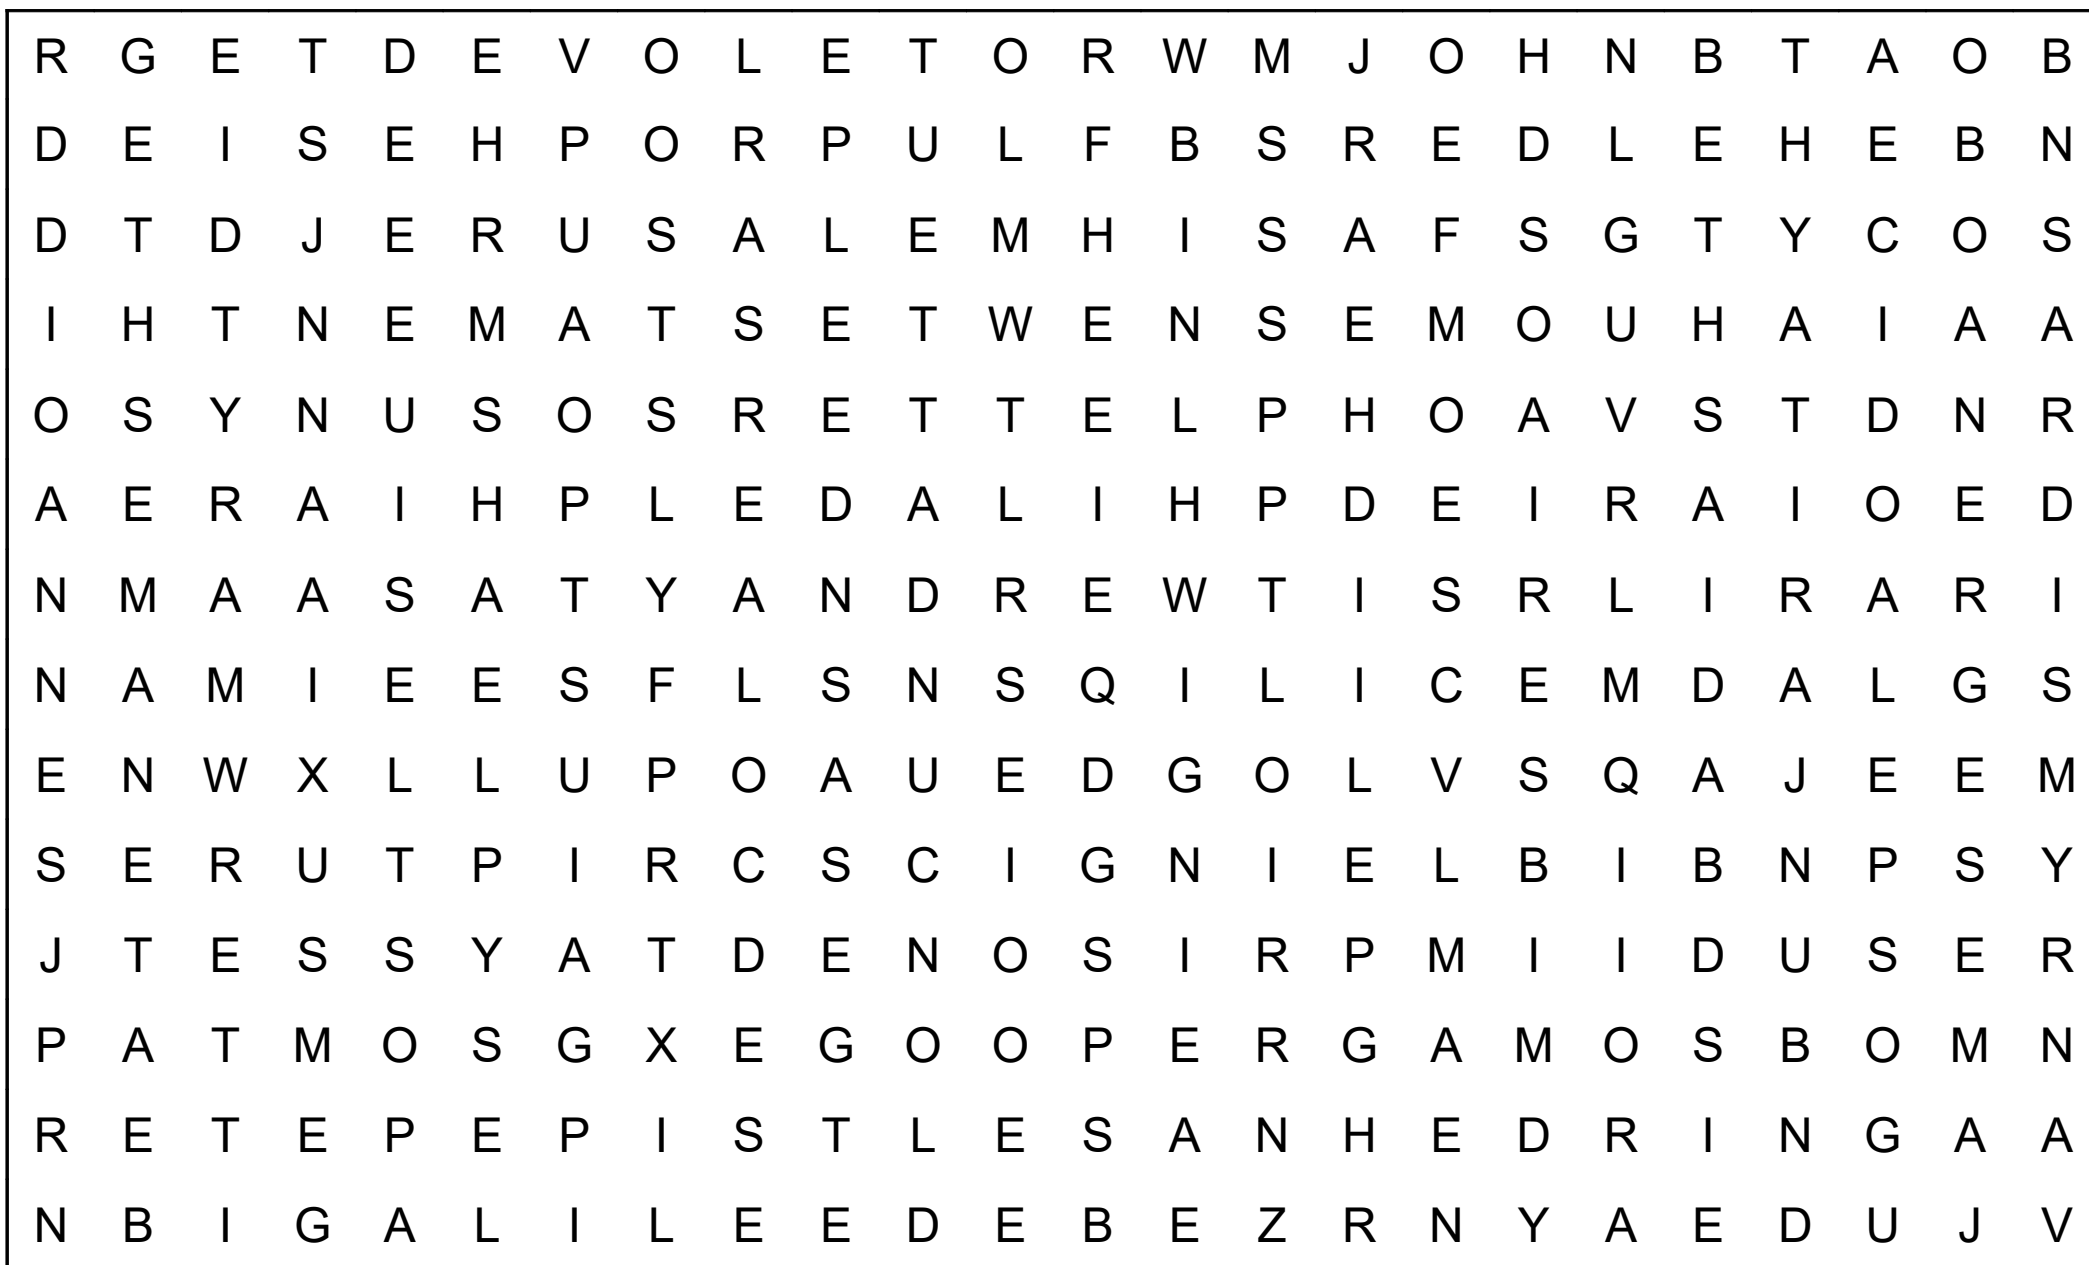 R G E T D E V O L E T O R W M J O H N B T A O B
D E I S E H P O R P U L F B S R E D L E H E B N
D T D J E R U S A L E M H I S A F S G T Y C O S
I H T N E M A T S E T W E N S E M O U H A I A A
O S Y N U S O S R E T T E L P H O A V S T D N R
A E R A I H P L E D A L I H P D E I R A I O E D
N M A A S A T Y A N D R E W T I S R L I R A R I
N A M I E E S F L S N S Q I L I C E M D A L G S
E N W X L L U P O A U E D G O L V S Q A J E E M
S E R U T P I R C S C I G N I E L B I B N P S Y
J T E S S Y A T D E N O S I R P M I I D U S E R
P A T M O S G X E G O O P E R G A M O S B O M N
R E T E P E P I S T L E S A N H E D R I N G A A
N B I G A L I L E E D E B E Z R N Y A E D U J V